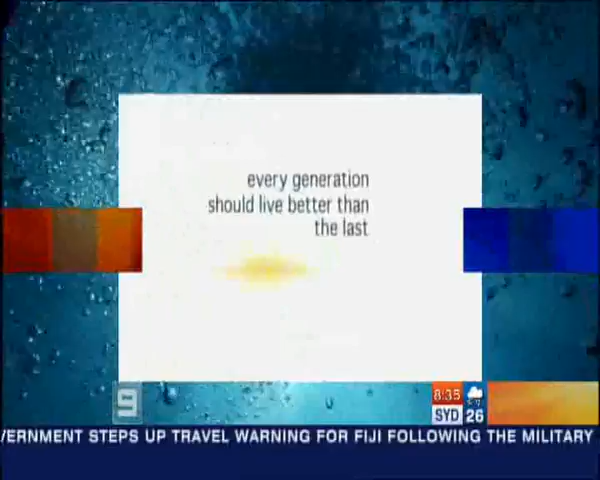 every generation
should live better than
the last
9
8:35
SYD 26
VERNMENT STEPS UP TRAVEL WARNING FOR FIJI FOLLOWING THE MILITARY